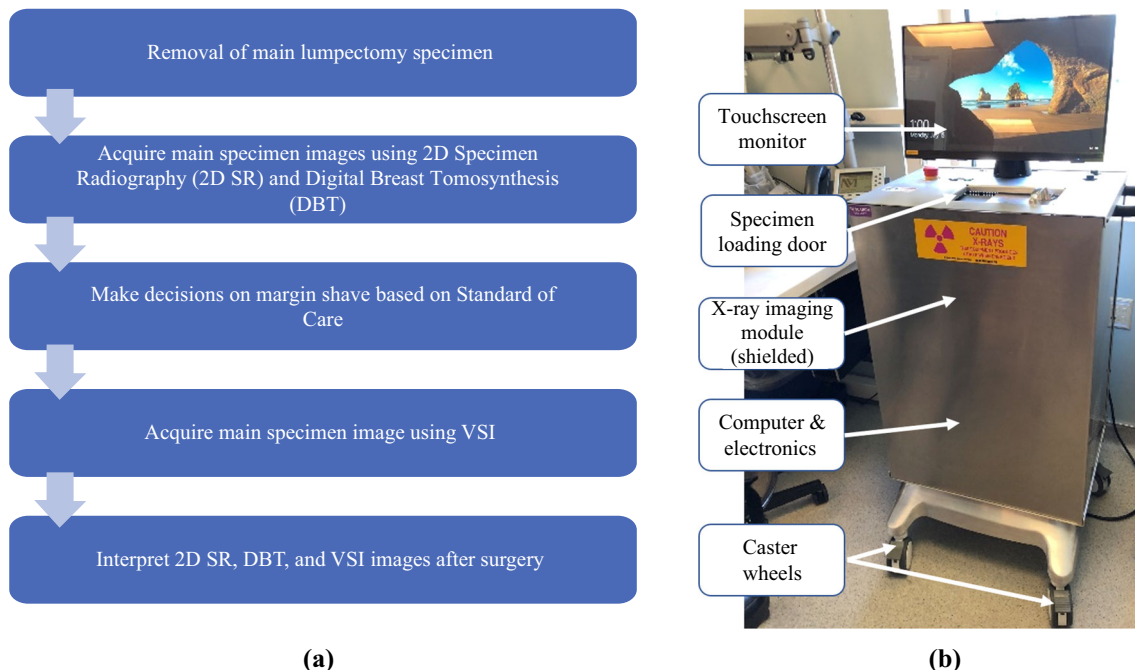 Removal of main lumpectomy specimen
Acquire main specimen images using 2D Specimen
Radiography (2D SR) and Digital Breast Tomosynthesis
(DBT)
Make decisions on margin shave based on Standard of
Care
Acquire main specimen image using VSI
Interpret 2D SR, DBT, and VSI images after surgery
(a)
Touchscreen
monitor
Specimen
loading door
X-ray imaging
module
(shielded)
Computer &
electronics
Caster
wheels
1:00
CAUTION
X-RAYS
(b)